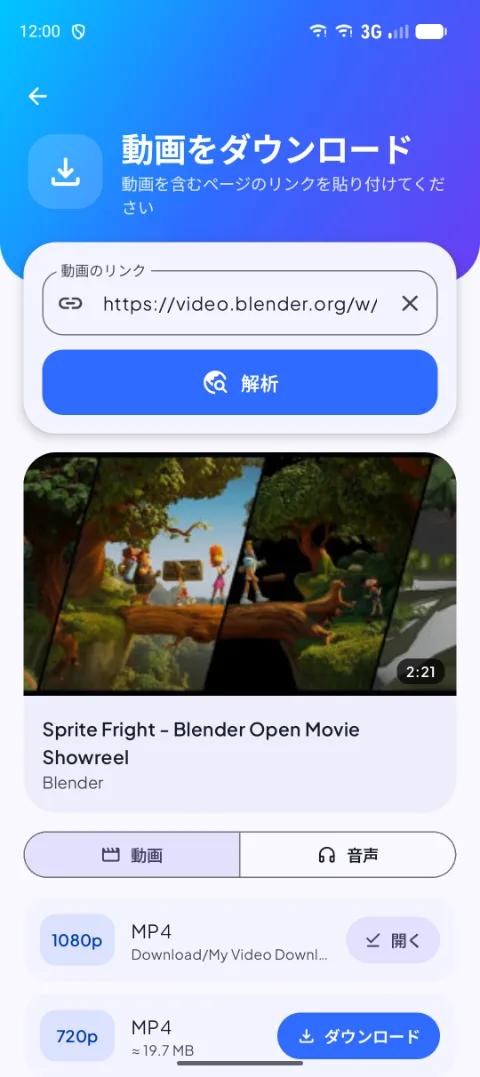 12:00
3G
動画をダウンロード
動画を含むページのリンクを貼り付けてくだ
さい
動画のリンク
https://video.blender.org/w/
解析
2:21
Sprite Fright - Blender Open Movie
Showreel
Blender
動画
音声
1080p
MP4
Download/My Video Downl...
開く
720p
MP4
≈ 19.7 MB
ダウンロード